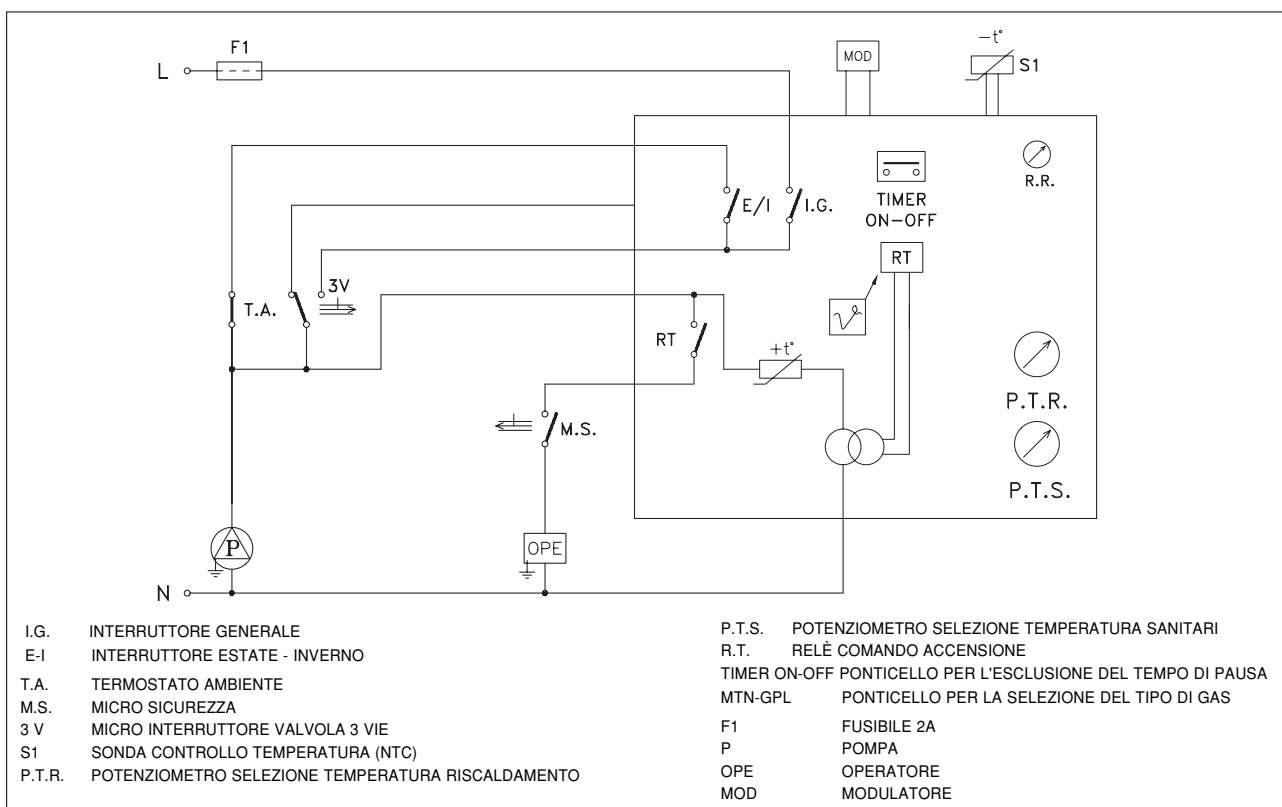 F1
L
MOD
-t°
S1
R.R.
TIMER
ON-OFF
E/I
I.G.
RT
3V
T.A.
RT
+t°
P.T.R.
M.S.
P.T.S.
P
OPE
N
I.G. INTERRUTTORE GENERALE
E-I INTERRUTTORE ESTATE - INVERNO
T.A. TERMOSTATO AMBIENTE
M.S. MICRO SICUREZZA
3 V MICRO INTERRUTTORE VALVOLA 3 VIE
S1 SONDA CONTROLLO TEMPERATURA (NTC)
P.T.R. POTENZIOMETRO SELEZIONE TEMPERATURA RISCALDAMENTO
P.T.S. POTENZIOMETRO SELEZIONE TEMPERATURA SANITARI
R.T. RELÈ COMANDO ACCENSIONE
TIMER ON-OFF PONTICELLO PER L'ESCLUSIONE DEL TEMPO DI PAUSA
MTN-GPL PONTICELLO PER LA SELEZIONE DEL TIPO DI GAS
F1 FUSIBILE 2A
P POMPA
OPE OPERATORE
MOD MODULATORE